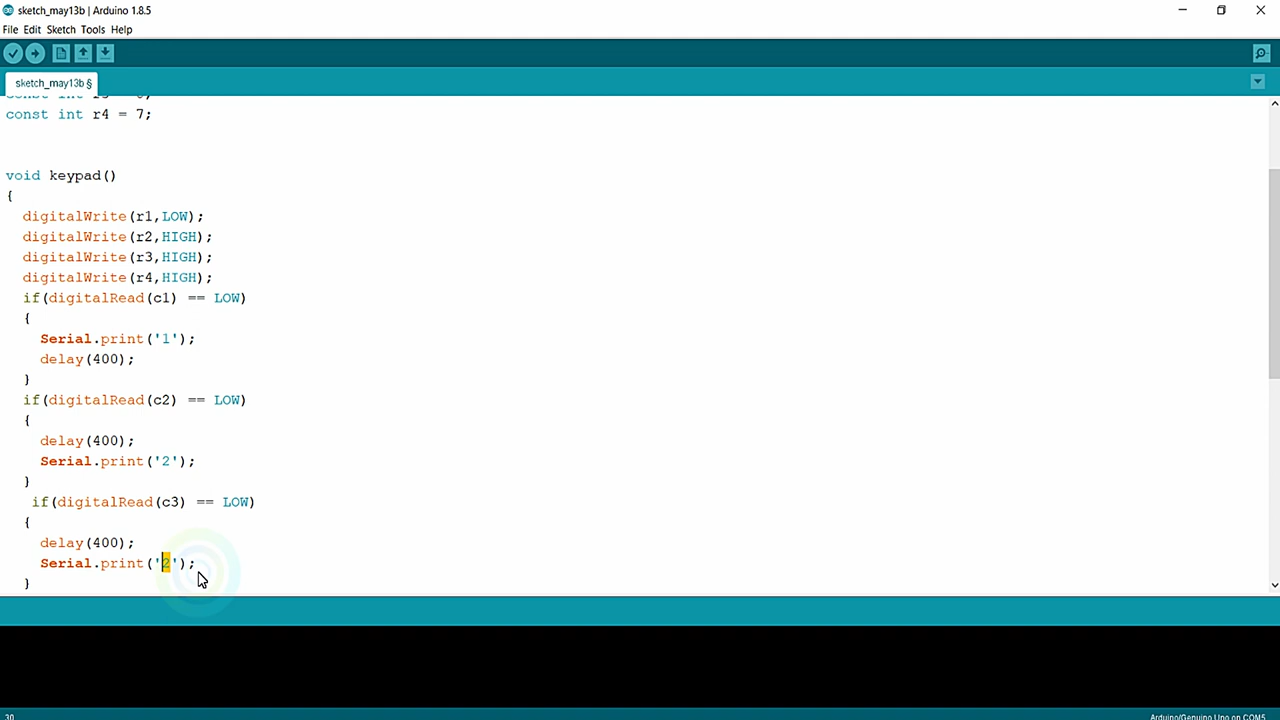 sketch_may13b | Arduino 1.8.5
File Edit Sketch Tools Help
sketch_may13b §
const int r4 = 7;
void keypad()
{
digitalWrite(r1,LOW);
digitalWrite(r2,HIGH);
digitalWrite(r3,HIGH);
digitalWrite(r4,HIGH);
if(digitalRead(c1) == LOW)
{
Serial.print('1');
delay(400);
}
if(digitalRead(c2) == LOW)
{
delay(400);
Serial.print('2');
}
if(digitalRead(c3) == LOW)
{
delay(400);
Serial.print('2');
}
30
Arduino/Genuino Uno on COM5